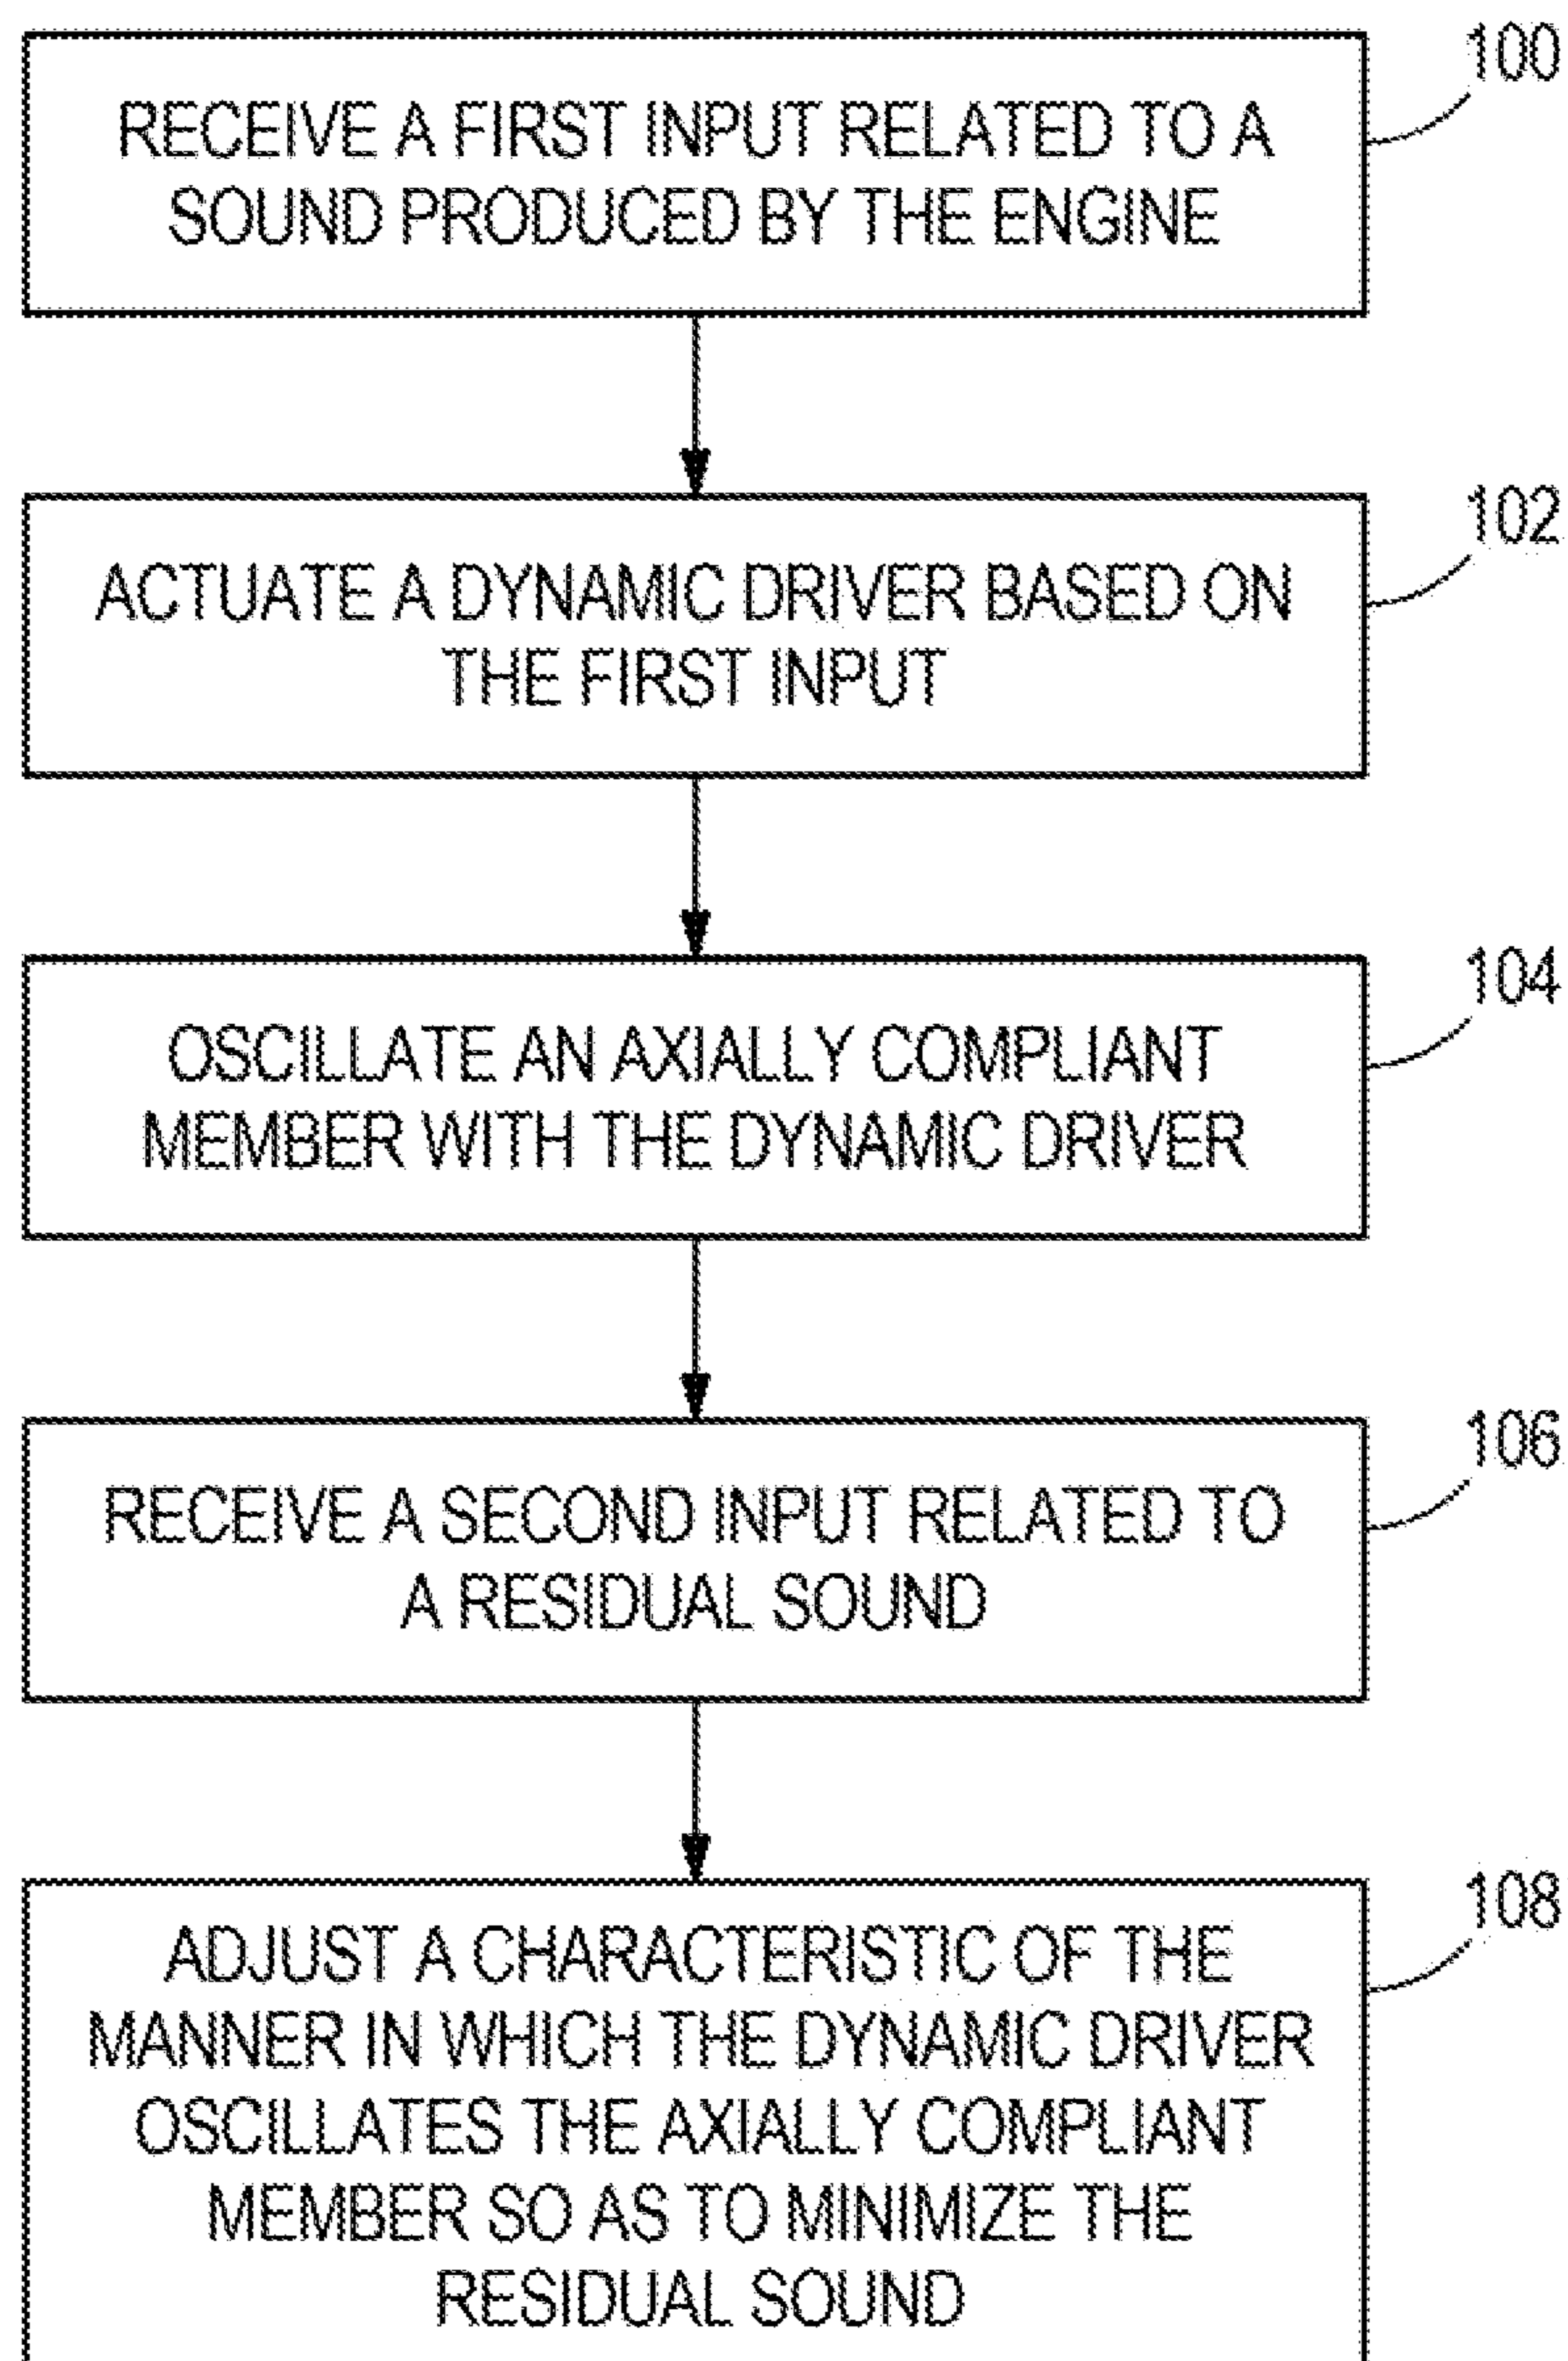 100
RECEIVE A FIRST INPUT RELATED TO A
SOUND PRODUCED BY THE ENGINE
102
ACTUATE A DYNAMIC DRIVER BASED ON
THE FIRST INPUT
104
OSCILLATE AN AXIALLY COMPLIANT
MEMBER WITH THE DYNAMIC DRIVER
106
RECEIVE A SECOND INPUT RELATED TO
A RESIDUAL SOUND
108
ADJUST A CHARACTERISTIC OF THE
MANNER IN WHICH THE DYNAMIC DRIVER
OSCILLATES THE AXIALLY COMPLIANT
MEMBER SO AS TO MINIMIZE THE
RESIDUAL SOUND